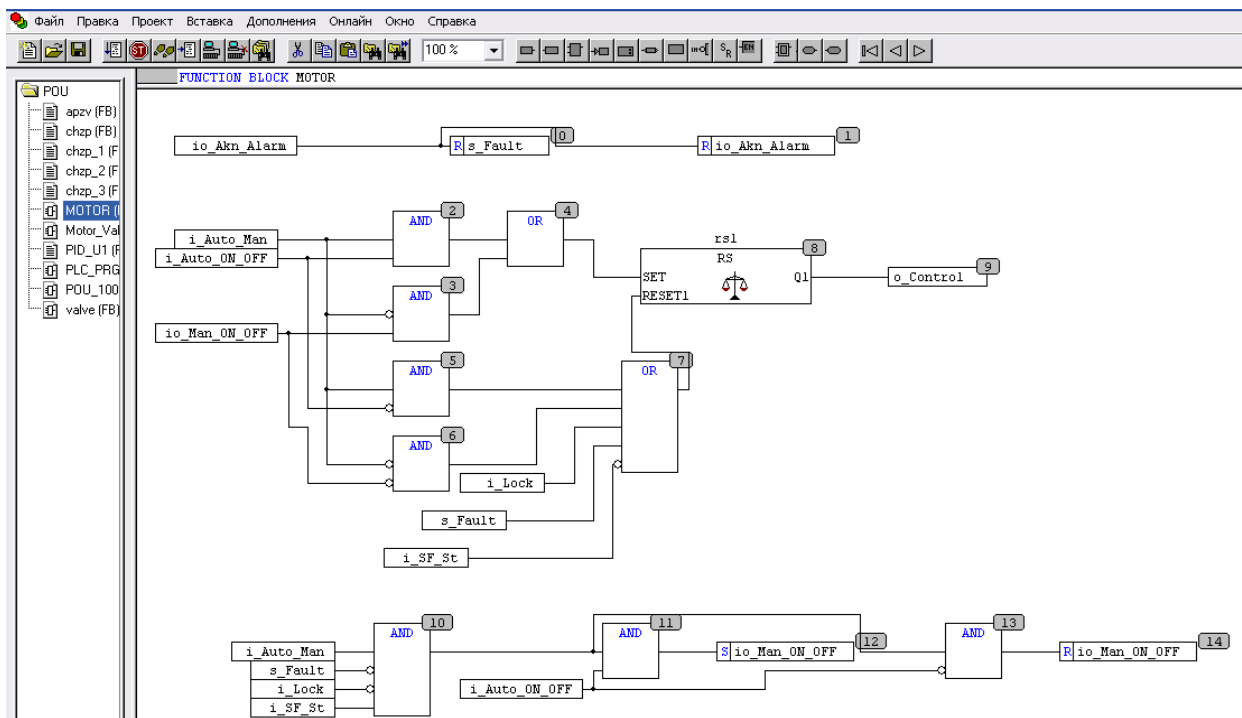 Файл Правка Проект Вставка Дополнения Онлайн Окно Справка
100 %
FUNCTION BLOCK MOTOR
POU
apzv (FB)
chzp (FB)
chzp_1 (F
chzp_2 (F
chzp_3 (F
MOTOR (
Motor_Val
PID_U1 (F
PLC_PRG
POU_100
valve (FB)
io_Akn_Alarm R s_Fault 0 R io_Akn_Alarm 1
AND 2 OR 4
i_Auto_Man
i_Auto_ON_OFF
rs1
RS 8
SET Q1 o_Control 9
RESET1
AND 3
io_Man_ON_OFF
AND 5 OR 7
AND 6
i_Lock
s_Fault
i_SF_St
AND 10 AND 11 AND 13
i_Auto_Man S io_Man_ON_OFF 12 R io_Man_ON_OFF 14
s_Fault
i_Lock i_Auto_ON_OFF
i_SF_St